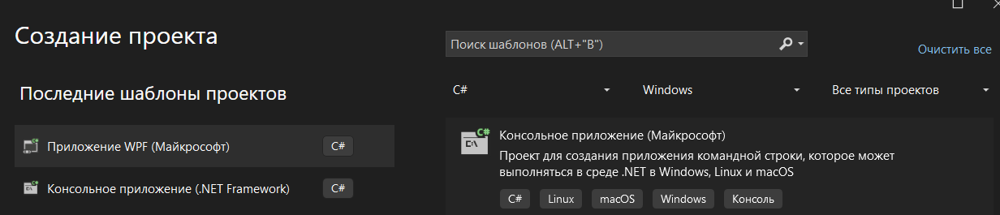 Создание проекта
Поиск шаблонов (ALT+"B")
Очистить все
Последние шаблоны проектов
C#
Windows
Все типы проектов
Приложение WPF (Майкрософт)
C#
Консольное приложение (.NET Framework)
C#
Консольное приложение (Майкрософт)
Проект для создания приложения командной строки, которое может
выполняться в среде .NET в Windows, Linux и macOS
C#
Linux
macOS
Windows
Консоль